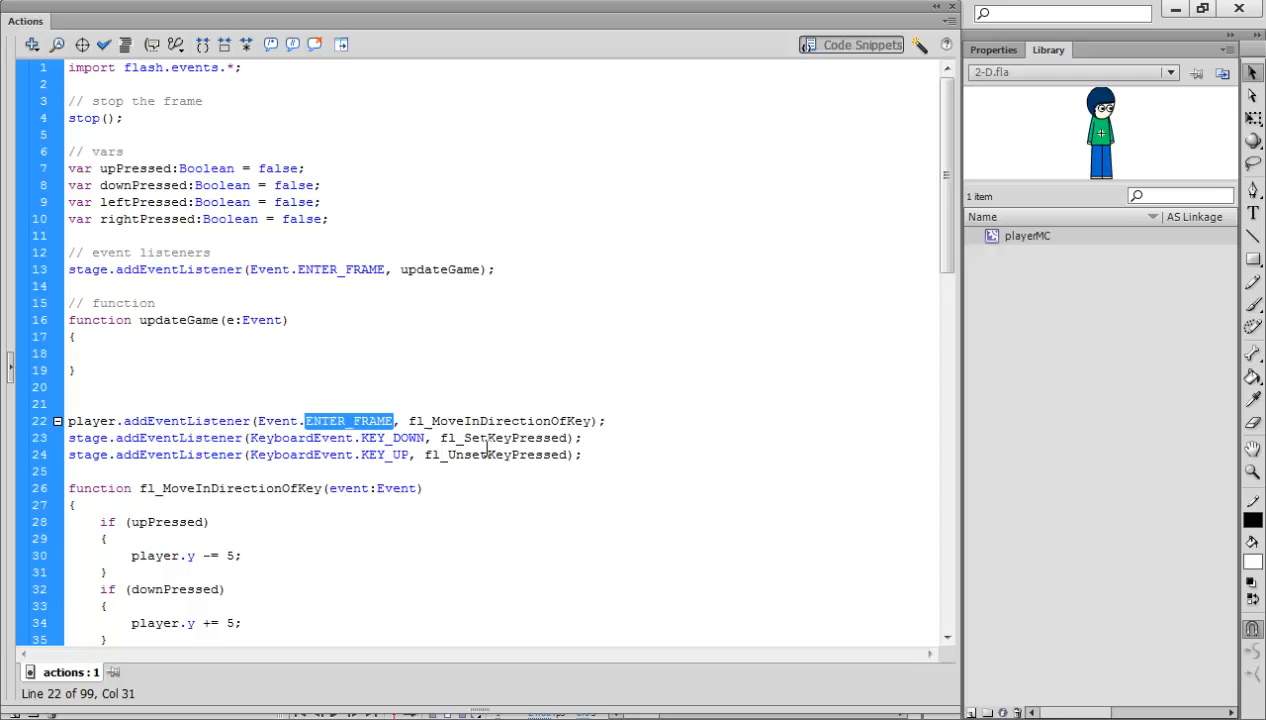 Actions
Code Snippets
1 import flash.events.*;
2
3 // stop the frame
4 stop();
5
6 // vars
7 var upPressed:Boolean = false;
8 var downPressed:Boolean = false;
9 var leftPressed:Boolean = false;
10 var rightPressed:Boolean = false;
11
12 // event listeners
13 stage.addEventListener(Event.ENTER_FRAME, updateGame);
14
15 // function
16 function updateGame(e:Event)
17 {
18
19 }
20
21
22 player.addEventListener(Event.ENTER_FRAME, fl_MoveInDirectionOfKey);
23 stage.addEventListener(KeyboardEvent.KEY_DOWN, fl_SetKeyPressed);
24 stage.addEventListener(KeyboardEvent.KEY_UP, fl_UnsetKeyPressed);
25
26 function fl_MoveInDirectionOfKey(event:Event)
27 {
28 if (upPressed)
29 {
30 player.y -= 5;
31 }
32 if (downPressed)
33 {
34 player.y += 5;
35 }
actions : 1
Line 22 of 99, Col 31
Properties Library
2-D.fla
1 item
Name AS Linkage
playerMC